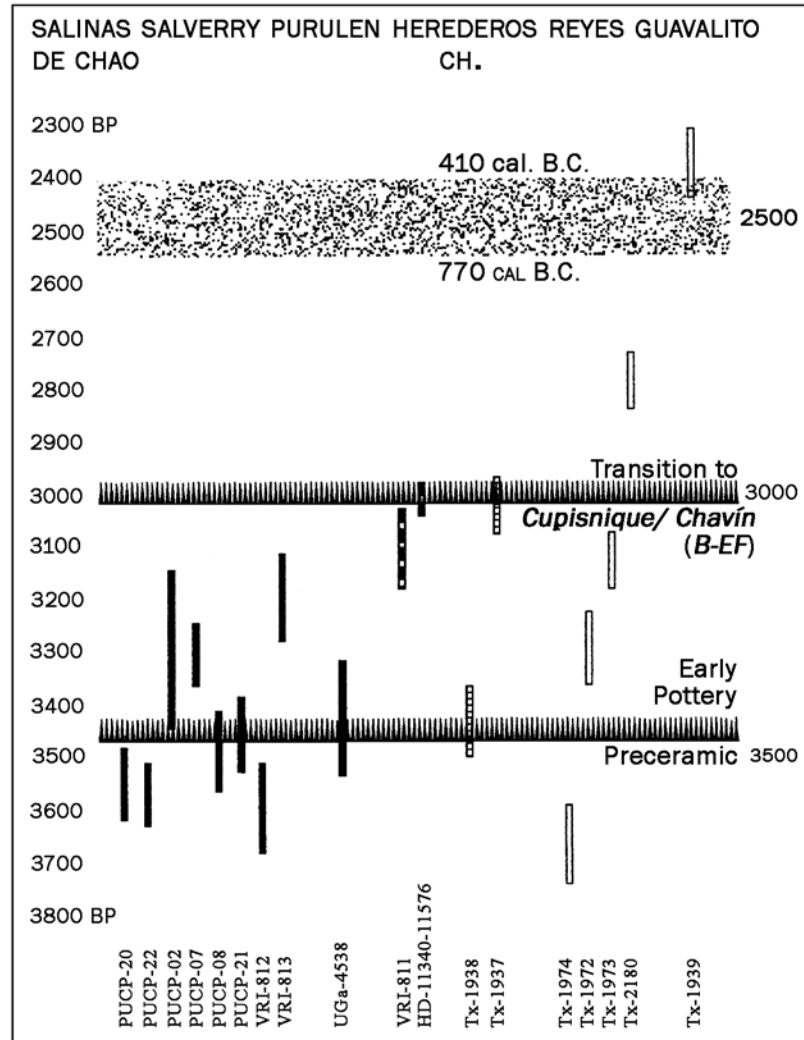 SALINAS SALVERRY PURULEN HEREDEROS REYES GUAVALITO
DE CHAO CH.
2300 BP
410 cal. B.C.
2400
2500
2500
770 CAL B.C.
2600
2700
2800
2900
Transition to
3000
3000
Cupisnique/ Chavín
(B-EF)
3100
3200
3300
Early
Pottery
3400
Preceramic
3500
3500
3600
3700
3800 BP
PUCP-20
PUCP-22
PUCP-02
PUCP-07
PUCP-08
PUCP-21
VRI-812
VRI-813
UGa-4538
VRI-811
HD-11340-11576
Tx-1938
Tx-1937
Tx-1974
Tx-1972
Tx-1973
Tx-2180
Tx-1939